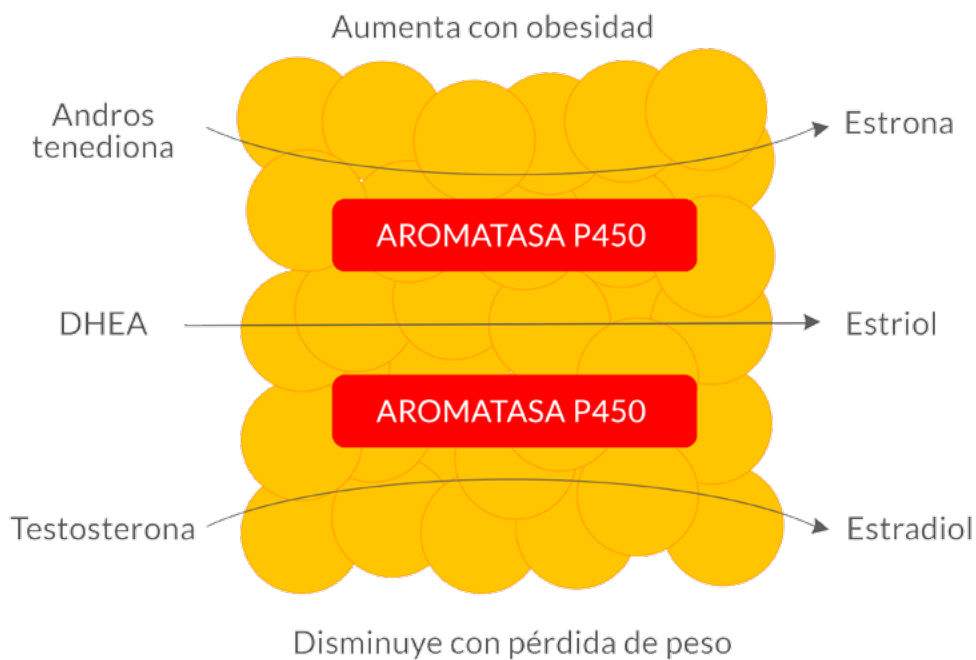 Aumenta con obesidad
Andros
tenediona
Estrona
AROMATASA P450
DHEA
Estriol
AROMATASA P450
Testosterona
Estradiol
Disminuye con pérdida de peso